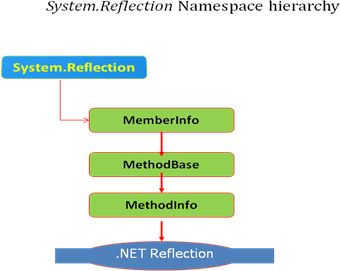 System.Reflection Namespace hierarchy
System.Reflection
MemberInfo
MethodBase
MethodInfo
.NET Reflection